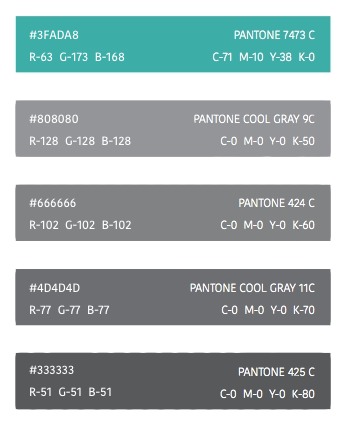 #3FADA8 PANTONE 7473 C
R-63 G-173 B-168 C-71 M-10 Y-38 K-0
#808080 PANTONE COOL GRAY 9C
R-128 G-128 B-128 C-0 M-0 Y-0 K-50
#666666 PANTONE 424 C
R-102 G-102 B-102 C-0 M-0 Y-0 K-60
#4D4D4D PANTONE COOL GRAY 11C
R-77 G-77 B-77 C-0 M-0 Y-0 K-70
#333333 PANTONE 425 C
R-51 G-51 B-51 C-0 M-0 Y-0 K-80